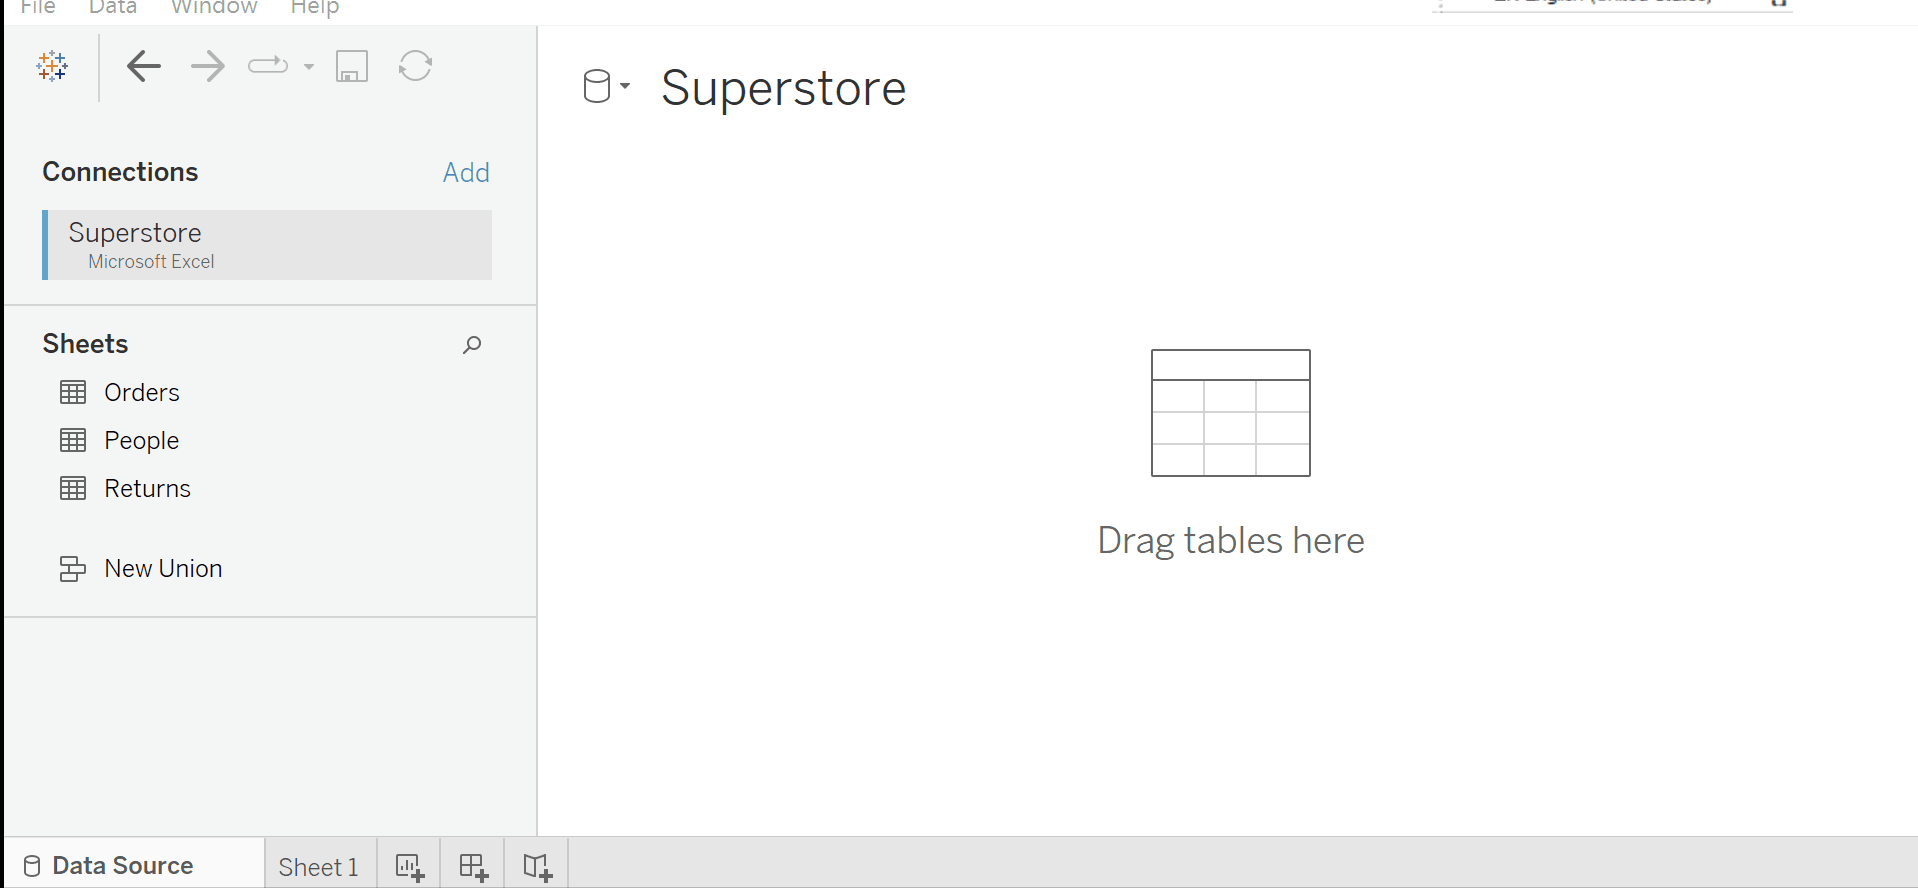 File Data Window Help
Superstore
Connections Add
Superstore
Microsoft Excel
Sheets
Orders
People
Returns
New Union
Drag tables here
Data Source Sheet 1